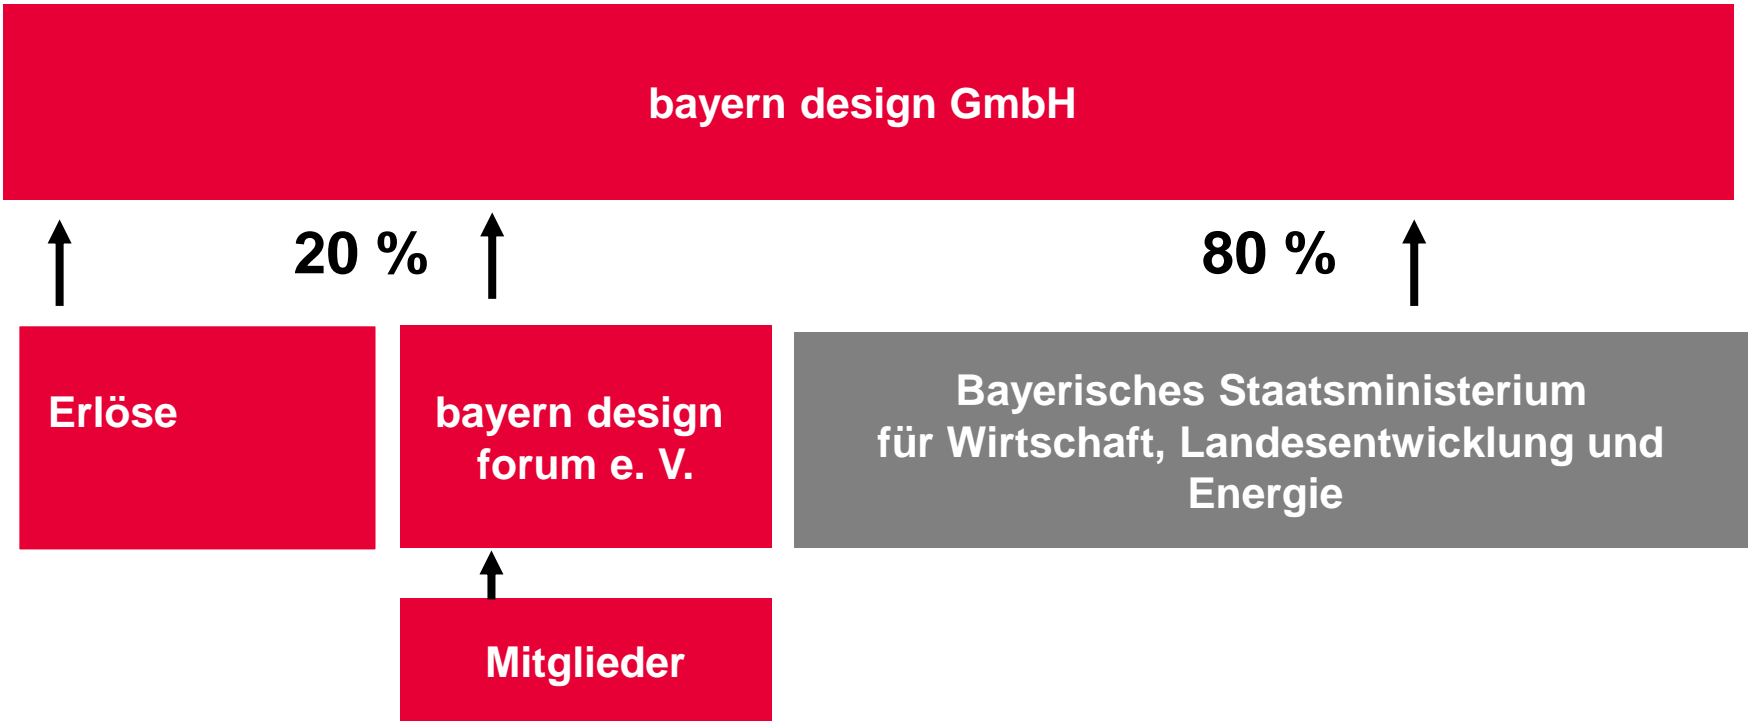 bayern design GmbH
20 %
80 %
Erlöse
bayern design
forum e. V.
Bayerisches Staatsministerium
für Wirtschaft, Landesentwicklung und
Energie
Mitglieder